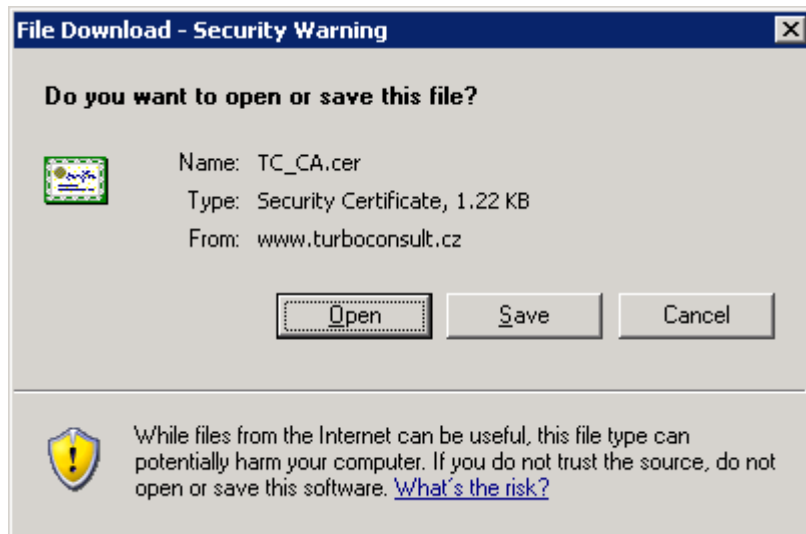 File Download - Security Warning
Do you want to open or save this file?
Name: TC_CA.cer
Type: Security Certificate, 1.22 KB
From: www.turboconsult.cz
Open Save Cancel
While files from the Internet can be useful, this file type can
potentially harm your computer. If you do not trust the source, do not
open or save this software. What´s the risk?